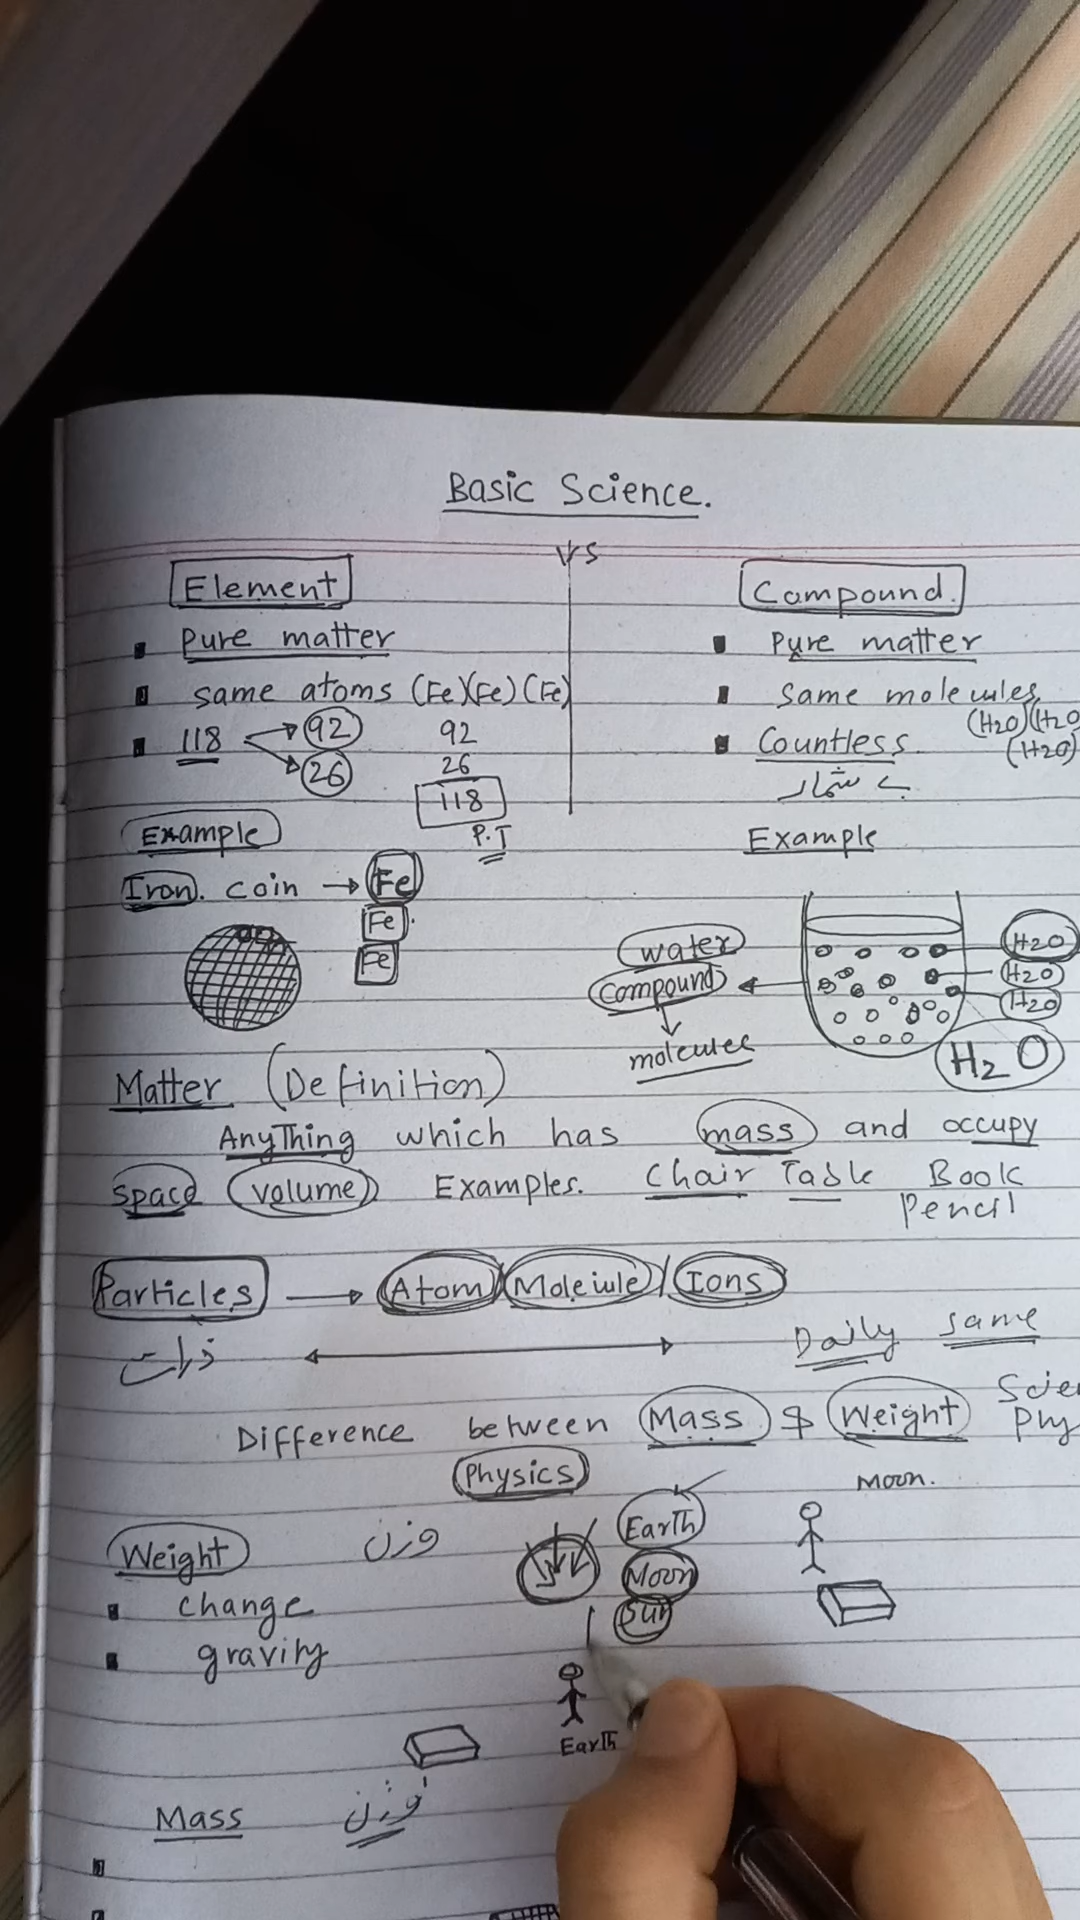 Basic Science.
vs
Element
Pure matter
same atoms (Fe)(Fe)(Fe)
118 92 92
26 26
118
P.T
Example
Iron. coin → Fe
Fe
Fe
Compound.
Pure matter
same molecules
(H2O)(H2O
Countless (H2O)
بے شمار
Example
water H2O
Compound H2O
H2O
molecules H2O
Matter (Definition)
AnyThing which has mass and occupy
space (volume) Examples. Chair Table Book
Pencil
Particles → Atom/Molecule/Ions
ذرات
Daily same
Difference between Mass & Weight
Physics
Moon.
Weight وزن Earth
change Moon
gravity Sun
Earth
Mass وزن